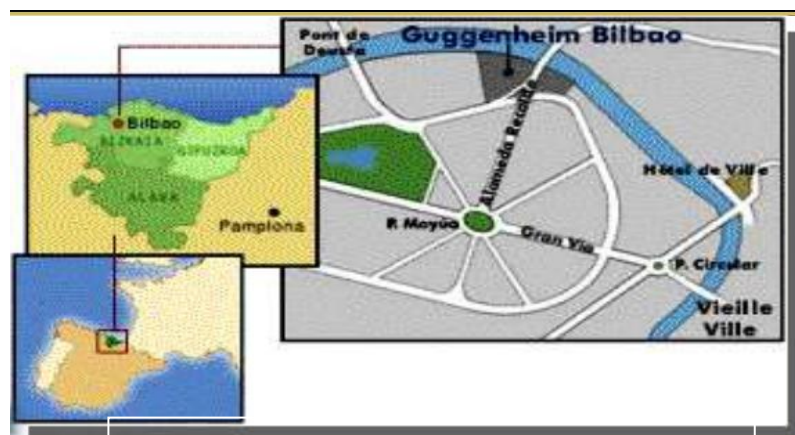 Pont de
Deusto
Guggenheim Bilbao
Alameda Recalde
Hôtel de Ville
P. Moyúa
Gran Vía
P. Circular
Vieille
Ville
Bilbao
BIZKAIA
GIPUZKOA
ALAVA
Pamplona